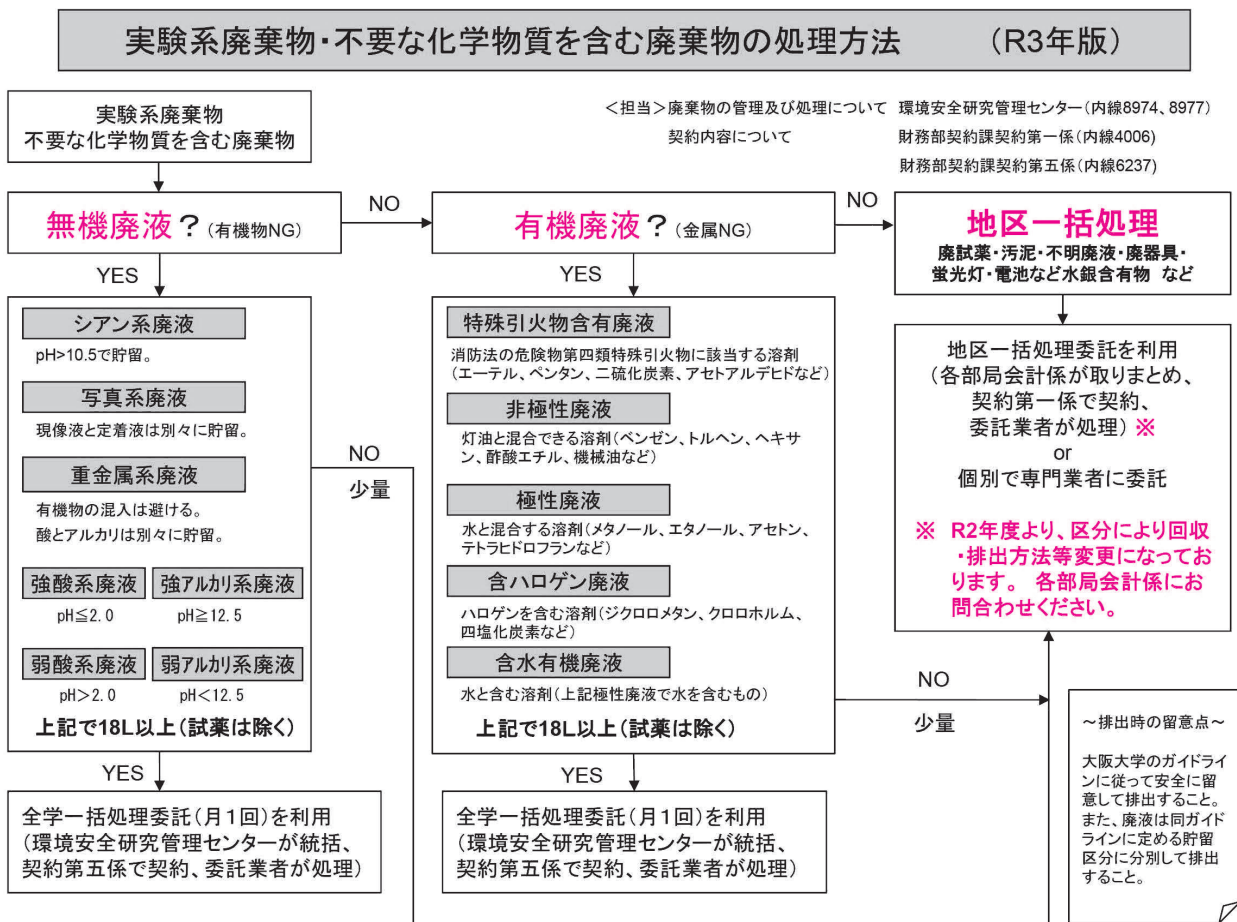 実験系廃棄物・不要な化学物質を含む廃棄物の処理方法 （R3年版）
実験系廃棄物
不要な化学物質を含む廃棄物
＜担当＞廃棄物の管理及び処理について 環境安全研究管理センター（内線8974、8977）
契約内容について 財務部契約課契約第一係（内線4006）
財務部契約課契約第五係（内線6237）
無機廃液？（有機物NG）
NO
有機廃液？（金属NG）
NO
地区一括処理
廃試薬・汚泥・不明廃液・廃器具・
蛍光灯・電池など水銀含有物 など
YES
シアン系廃液
pH>10.5で貯留。
写真系廃液
現像液と定着液は別々に貯留。
重金属系廃液
有機物の混入は避ける。
酸とアルカリは別々に貯留。
強酸系廃液 強アルカリ系廃液
pH≦2.0 pH≧12.5
弱酸系廃液 弱アルカリ系廃液
pH>2.0 pH<12.5
上記で18L以上（試薬は除く）
NO
少量
YES
全学一括処理委託（月1回）を利用
（環境安全研究管理センターが統括、
契約第五係で契約、委託業者が処理）
YES
特殊引火物含有廃液
消防法の危険物第四類特殊引火物に該当する溶剤
（エーテル、ペンタン、二硫化炭素、アセトアルデヒドなど）
非極性廃液
灯油と混合できる溶剤（ベンゼン、トルヘン、ヘキサ
ン、酢酸エチル、機械油など）
極性廃液
水と混合する溶剤（メタノール、エタノール、アセトン、
テトラヒドロフランなど）
含ハロゲン廃液
ハロゲンを含む溶剤（ジクロロメタン、クロロホルム、
四塩化炭素など）
含水有機廃液
水と含む溶剤（上記極性廃液で水を含むもの）
上記で18L以上（試薬は除く）
NO
少量
YES
全学一括処理委託（月1回）を利用
（環境安全研究管理センターが統括、
契約第五係で契約、委託業者が処理）
地区一括処理委託を利用
（各部局会計係が取りまとめ、
契約第一係で契約、
委託業者が処理）※
or
個別で専門業者に委託
※ R2年度より、区分により回収
・排出方法等変更になってお
ります。 各部局会計係にお
問合わせください。
～排出時の留意点～
大阪大学のガイドライ
ンに従って安全に留
意して排出すること。
また、廃液は同ガイド
ラインに定める貯留
区分に分別して排出
すること。